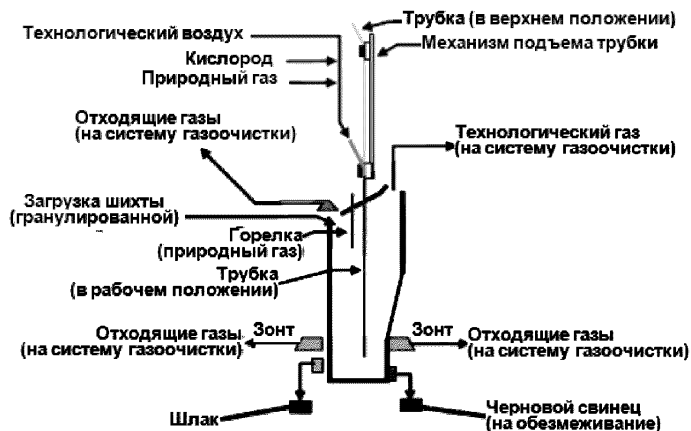 Трубка (в верхнем положении)
Технологический воздух
Механизм подъема трубки
Кислород
Природный газ
Отходящие газы
(на систему газоочистки)
Технологический газ
(на систему газоочистки)
Загрузка шихты
(гранулированной)
Горелка
(природный газ)
Трубка
(в рабочем положении)
Отходящие газы
(на систему газоочистки)
Зонт
Зонт
Отходящие газы
(на систему газоочистки)
Шлак
Черновой свинец
(на обезмеживание)